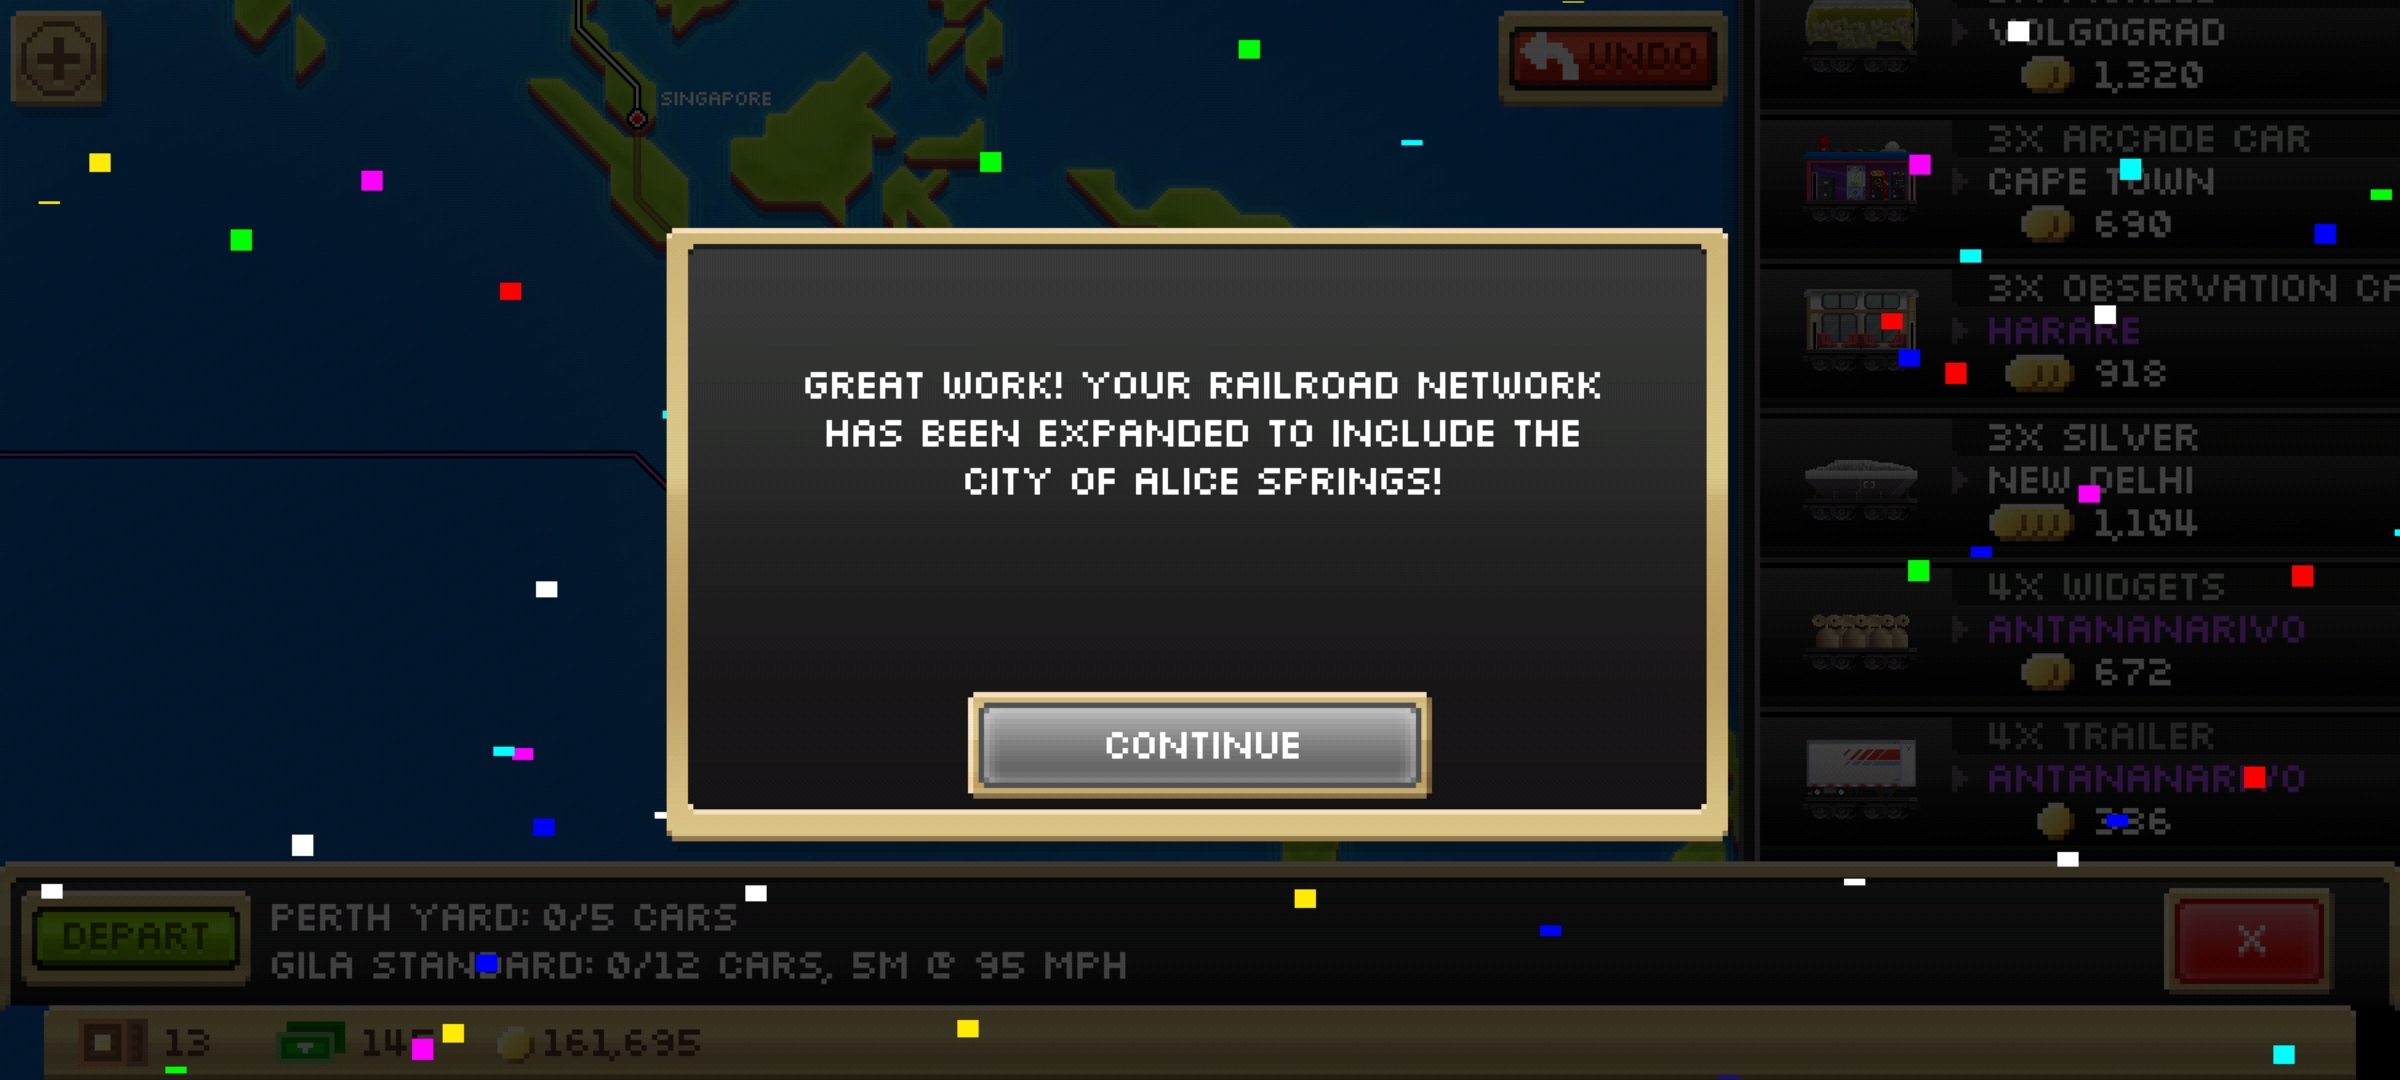 SINGAPORE
UNDO
VOLGOGRAD
1,320
3X ARCADE CAR
CAPE TOWN
690
3X OBSERVATION
HARARE
918
3X SILVER
NEW DELHI
1,104
4X WIDGETS
ANTANANARIVO
672
4X TRAILER
ANTANANARIVO
336
GREAT WORK! YOUR RAILROAD NETWORK
HAS BEEN EXPANDED TO INCLUDE THE
CITY OF ALICE SPRINGS!
CONTINUE
DEPART
PERTH YARD: 0/5 CARS
GILA STANDARD: 0/12 CARS, 5M @ 95 MPH
X
13
161,695